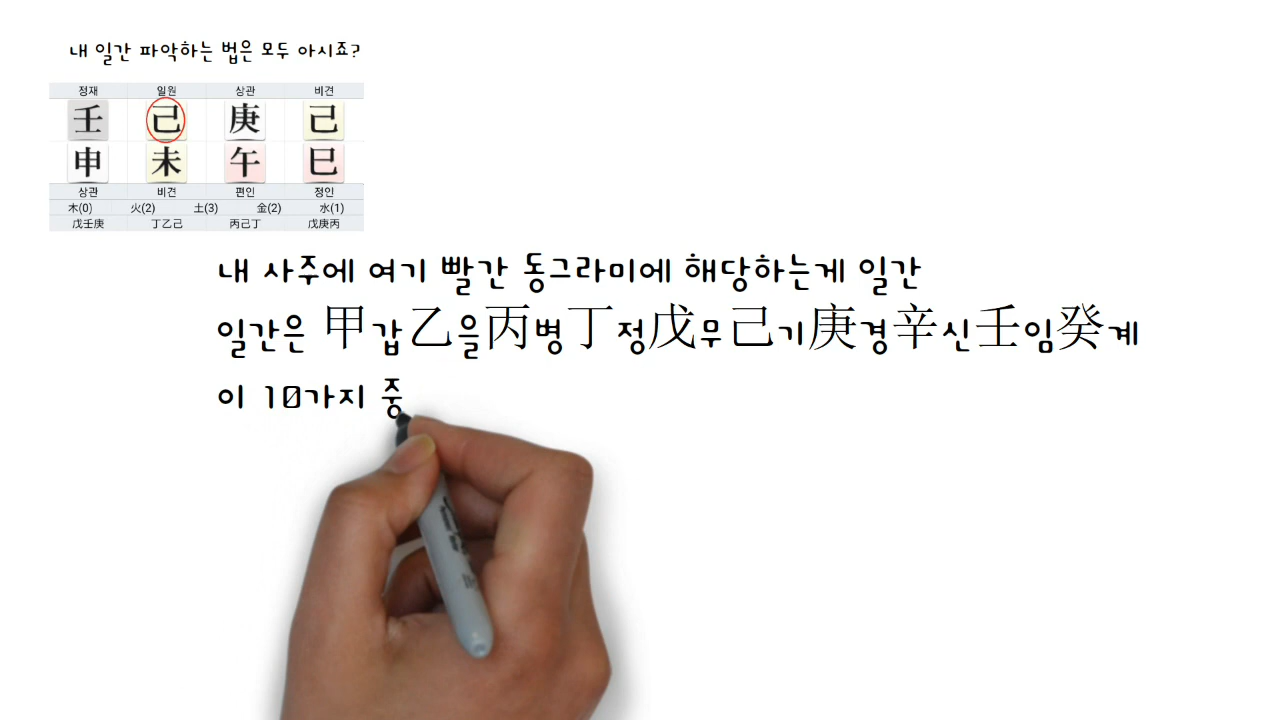 내 일간 파악하는 법은 모두 아시죠?
정재 일원 상관 비견
壬 己 庚 己
申 未 午 巳
상관 비견 편인 정인
木(0) 火(2) 土(3) 金(2) 水(1)
戊壬庚 丁乙己 丙己丁 戊庚丙
내 사주에 여기 빨간 동그라미에 해당하는게 일간
일간은 甲갑乙을丙병丁정戊무己기庚경辛신壬임癸계
이 10가지 중